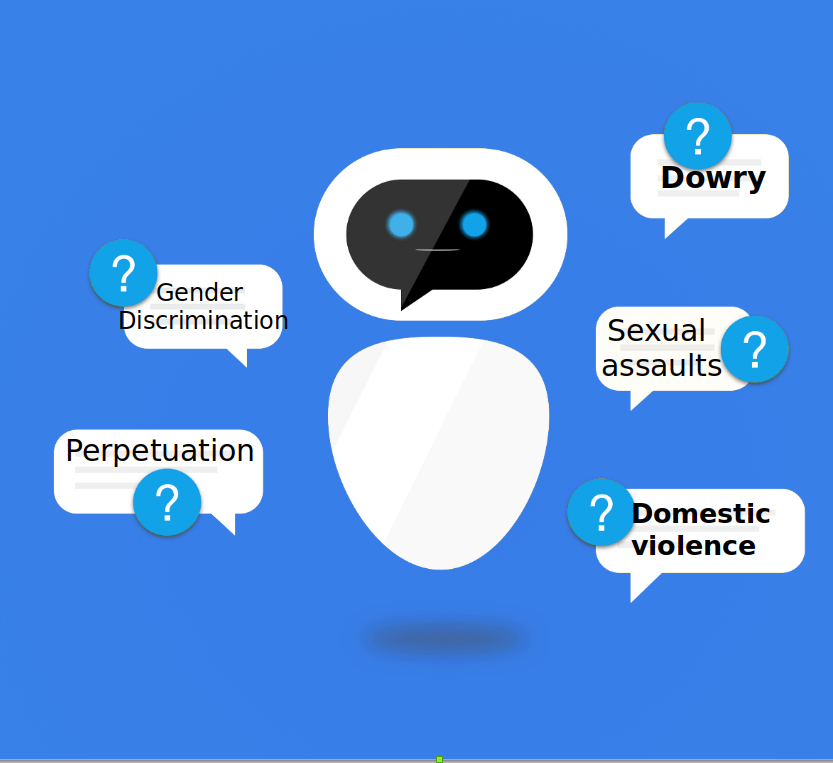 ?
Dowry
?
Gender
Discrimination
Sexual
assaults
?
Perpetuation
?
?
Domestic
violence